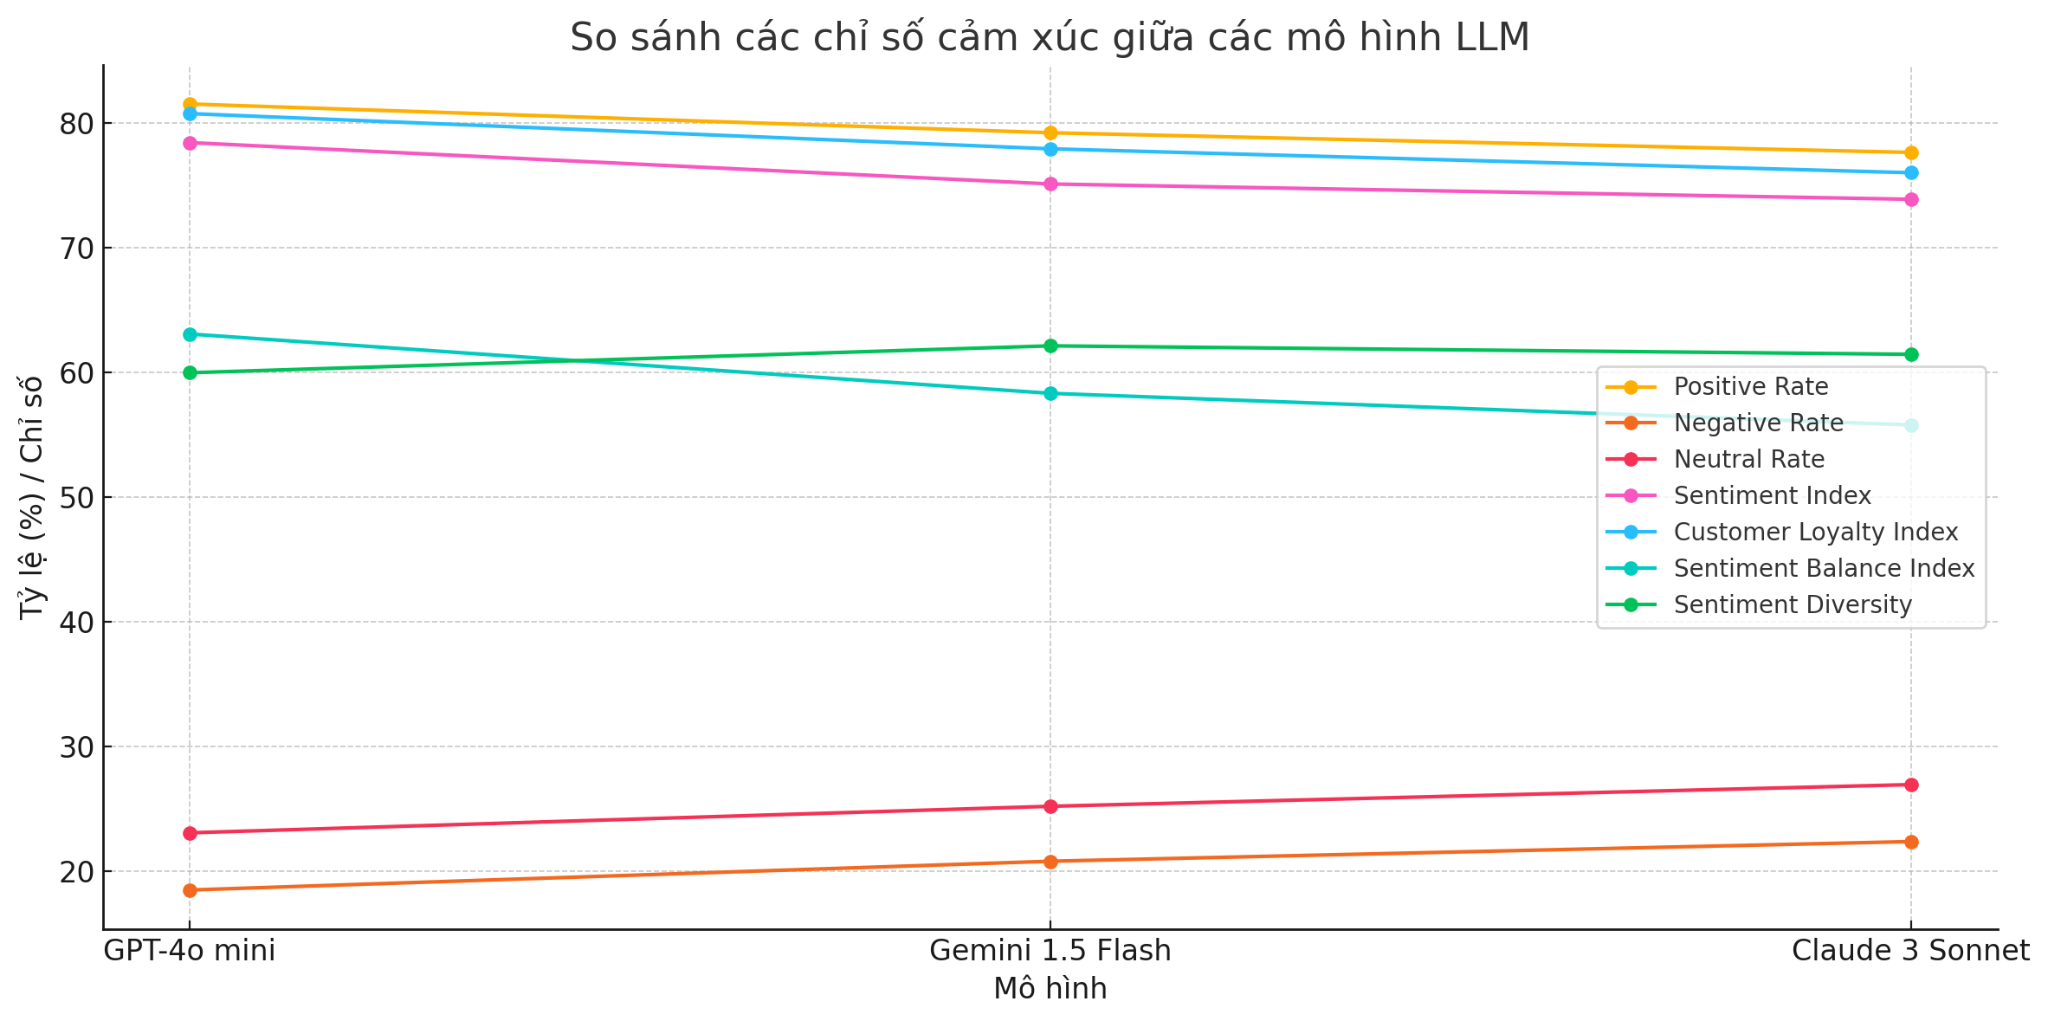 So sánh các chỉ số cảm xúc giữa các mô hình LLM
Tỷ lệ (%) / Chỉ số
80
70
60
50
40
30
20
Positive Rate
Negative Rate
Neutral Rate
Sentiment Index
Customer Loyalty Index
Sentiment Balance Index
Sentiment Diversity
GPT-4o mini
Gemini 1.5 Flash
Claude 3 Sonnet
Mô hình